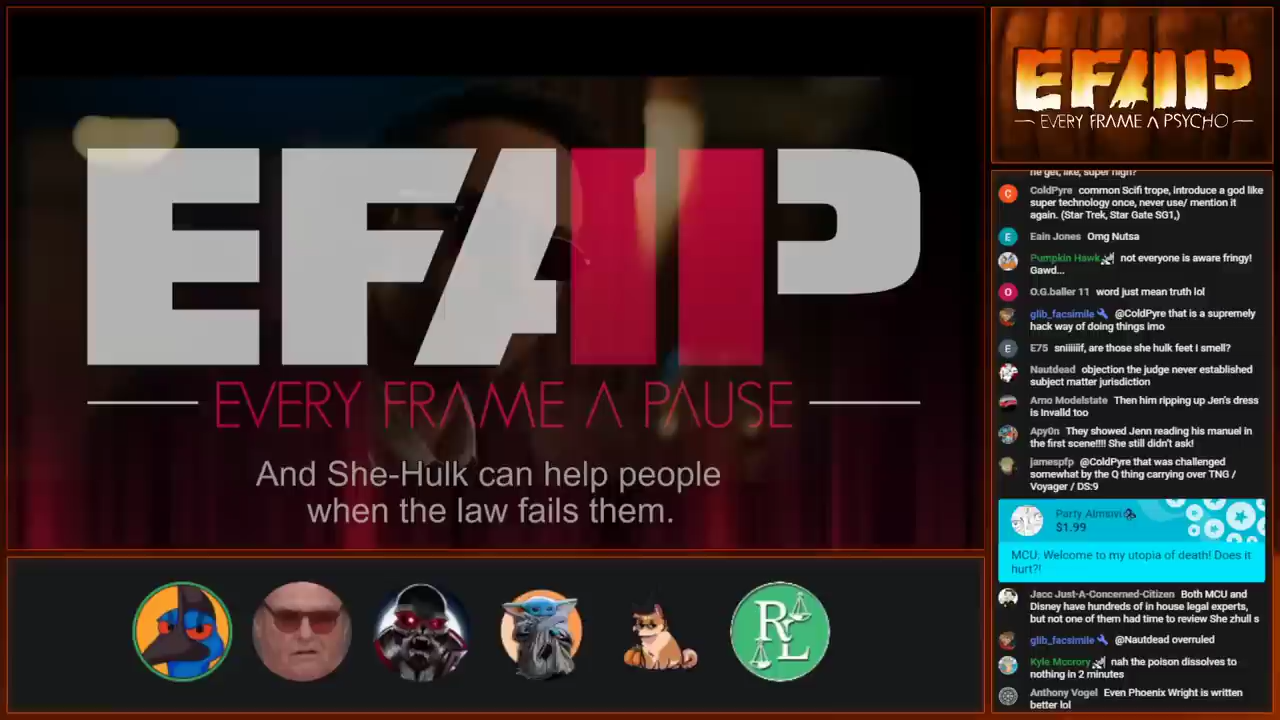 EFAP
EVERY FRAME A PAUSE
And She-Hulk can help people
when the law fails them.
RL
EFAP
EVERY FRAME A PSYCHO
he get, like, super high?
ColdPyre common Scifi trope, introduce a god like
super technology once, never use/ mention it
again. (Star Trek, Star Gate SG1,)
E
Eain Jones Omg Nutsa
Pumpkin Hawk not everyone is aware fringy!
Gawd...
O
O.G.baller 11 word just mean truth lol
glib_facsimile @ColdPyre that is a supremely
hack way of doing things imo
E
E75 sniiiiiif, are those she hulk feet I smell?
Nautdead objection the judge never established
subject matter jurisdiction
Arno Modelstate Then him ripping up Jen's dress
is Invalid too
Apy0n They showed Jenn reading his manuel in
the first scene!!!! She still didn't ask!
jamespfp @ColdPyre that was challenged
somewhat by the Q thing carrying over TNG /
Voyager / DS:9
Party Almsivi
$1.99
MCU: Welcome to my utopia of death! Does it
hurt?!
Jacc Just-A-Concerned-Citizen Both MCU and
Disney have hundreds of in house legal experts,
but not one of them had time to review She zhull s
glib_facsimile @Nautdead overruled
Kyle Mccrory nah the poison dissolves to
nothing in 2 minutes
Anthony Vogel Even Phoenix Wright is written
better lol